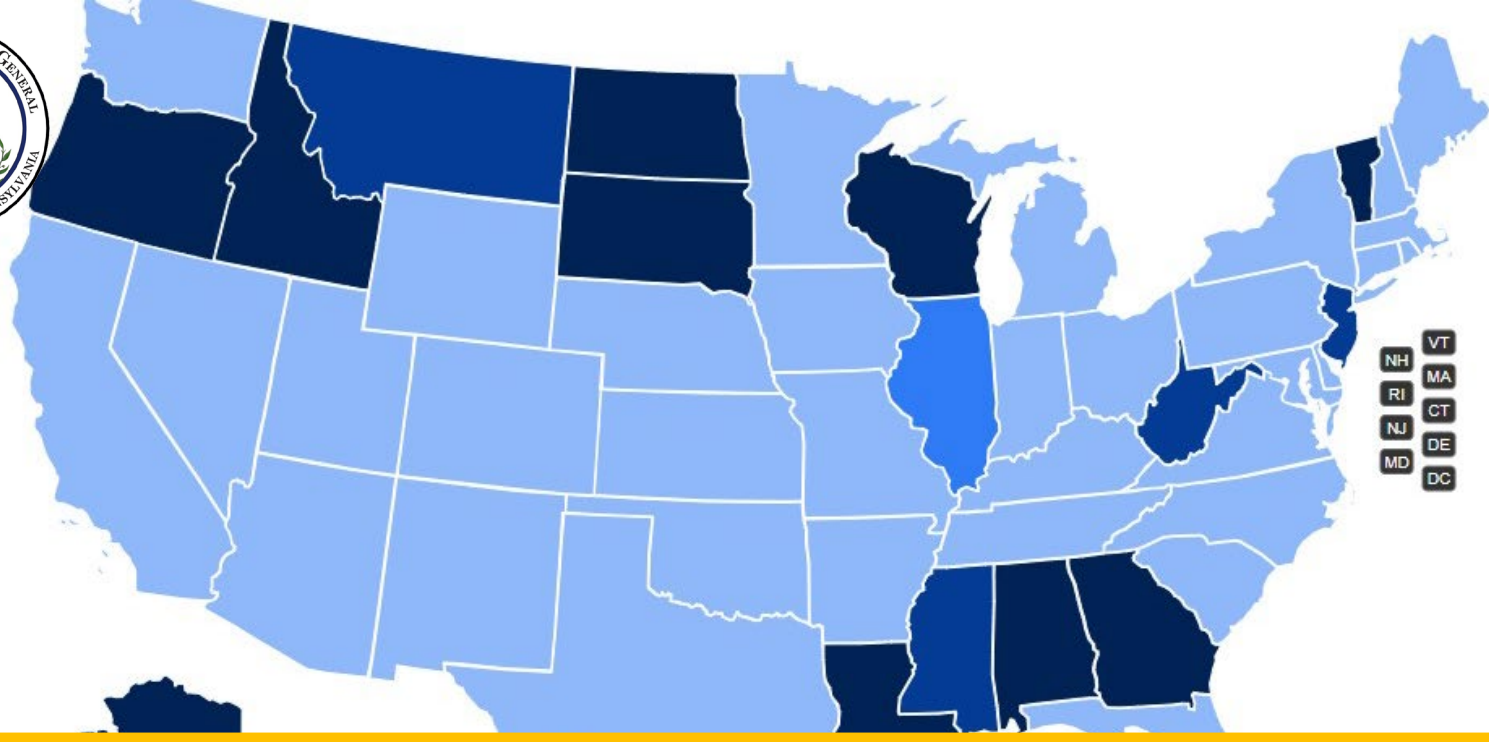 GENERAL
SYLVANIA
VT
NH
MA
RI
CT
NJ
DE
MD
DC